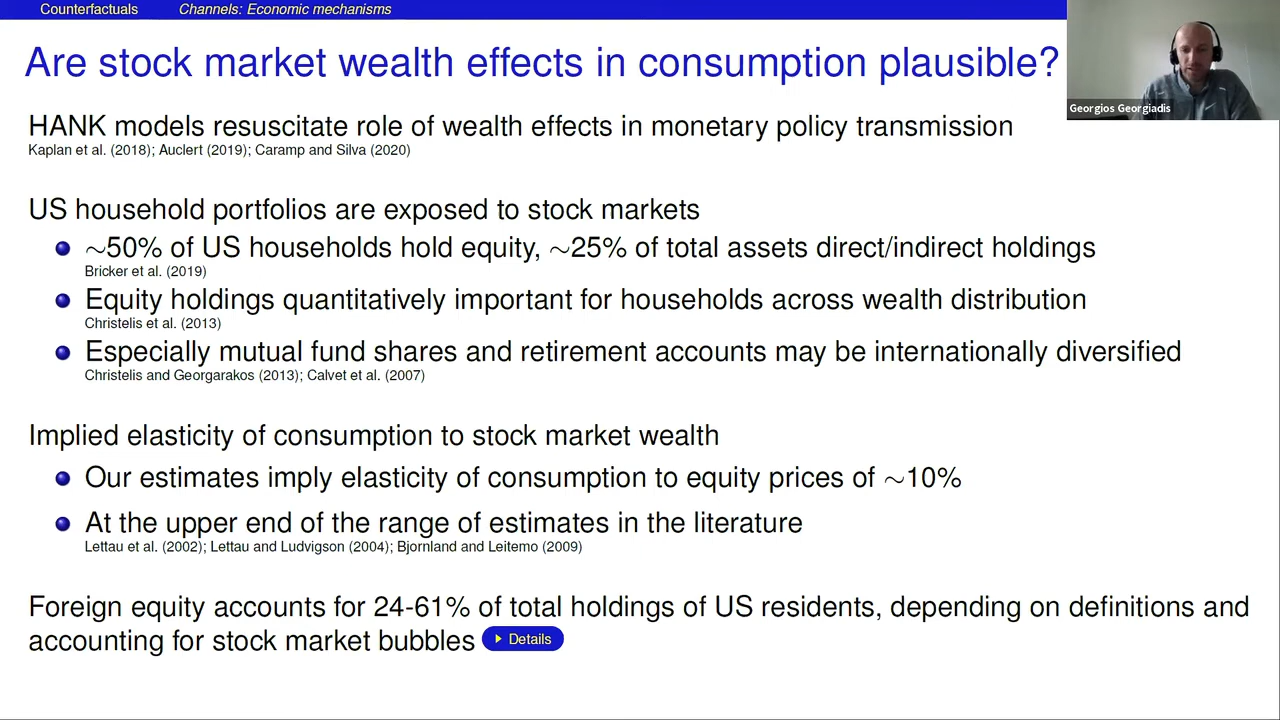 Counterfactuals Channels: Economic mechanisms
Are stock market wealth effects in consumption plausible?
Georgios Georgiadis
HANK models resuscitate role of wealth effects in monetary policy transmission
Kaplan et al. (2018); Auclert (2019); Caramp and Silva (2020)
US household portfolios are exposed to stock markets
∼50% of US households hold equity, ∼25% of total assets direct/indirect holdings
Bricker et al. (2019)
Equity holdings quantitatively important for households across wealth distribution
Christelis et al. (2013)
Especially mutual fund shares and retirement accounts may be internationally diversified
Christelis and Georgarakos (2013); Calvet et al. (2007)
Implied elasticity of consumption to stock market wealth
Our estimates imply elasticity of consumption to equity prices of ∼10%
At the upper end of the range of estimates in the literature
Lettau et al. (2002); Lettau and Ludvigson (2004); Bjornland and Leitemo (2009)
Foreign equity accounts for 24-61% of total holdings of US residents, depending on definitions and
accounting for stock market bubbles Details